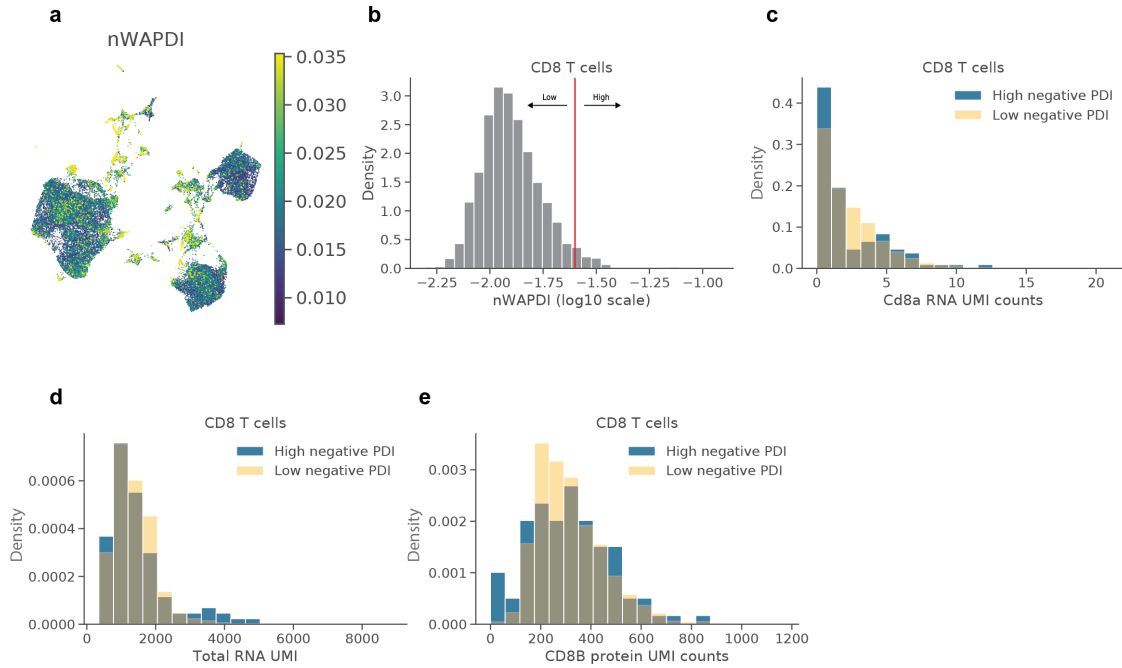 a
nWAPDI
0.035
0.030
0.025
0.020
0.015
0.010
b
CD8 T cells
Low
High
Density
3.0
2.5
2.0
1.5
1.0
0.5
0.0
−2.25
−2.00
−1.75
−1.50
−1.25
−1.00
nWAPDI (log10 scale)
c
CD8 T cells
High negative PDI
Low negative PDI
Density
0.4
0.3
0.2
0.1
0.0
0
5
10
15
20
Cd8a RNA UMI counts
d
CD8 T cells
High negative PDI
Low negative PDI
Density
0.0006
0.0004
0.0002
0.0000
0
2000
4000
6000
8000
Total RNA UMI
e
CD8 T cells
High negative PDI
Low negative PDI
Density
0.003
0.002
0.001
0.000
0
200
400
600
800
1000
1200
CD8B protein UMI counts